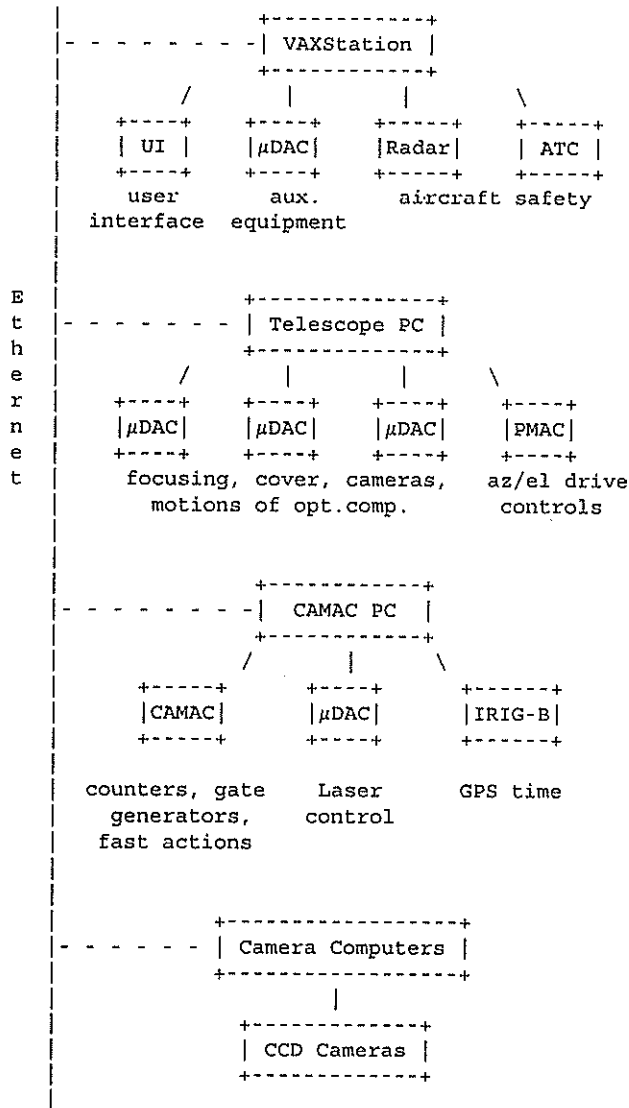 VAXStation
UI μDAC Radar ATC
user aux. aircraft safety
interface equipment
Ethernet
Telescope PC
μDAC μDAC μDAC PMAC
focusing, cover, cameras, az/el drive
motions of opt.comp. controls
CAMAC PC
CAMAC μDAC IRIG-B
counters, gate Laser GPS time
generators, control
fast actions
Camera Computers
CCD Cameras